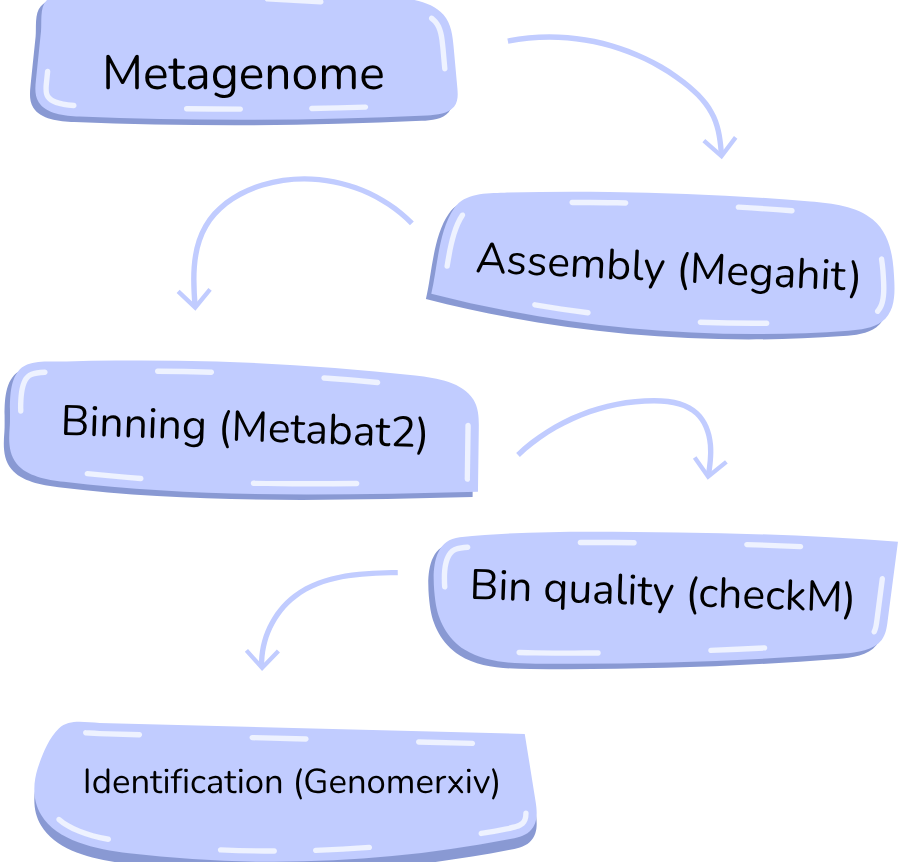 Metagenome
Assembly (Megahit)
Binning (Metabat2)
Bin quality (checkM)
Identification (Genomerxiv)